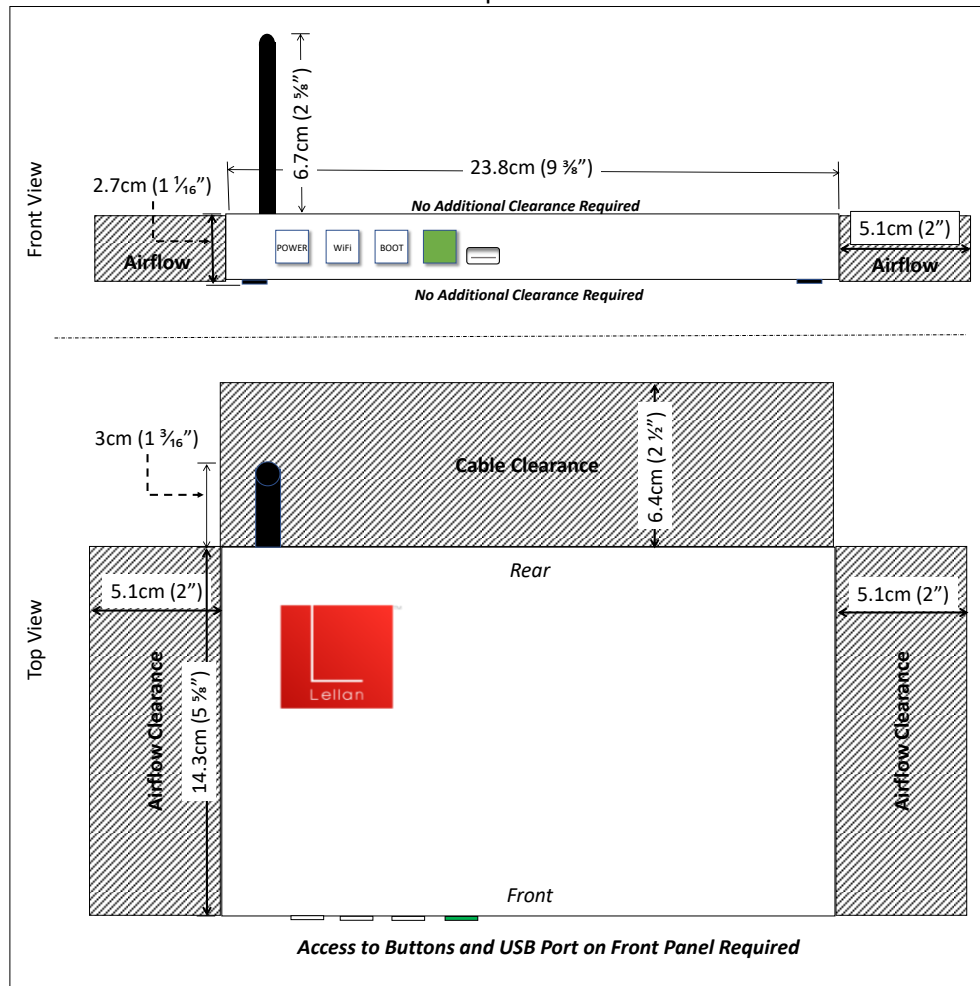 Front View
6.7cm (2 ⅝”)
23.8cm (9 ⅜”)
2.7cm (1 ¹⁄₁₆”)
No Additional Clearance Required
POWER
WiFi
BOOT
5.1cm (2”)
Airflow
Airflow
No Additional Clearance Required
Top View
3cm (1 ³⁄₁₆”)
Cable Clearance
6.4cm (2 ½”)
Rear
5.1cm (2”)
5.1cm (2”)
Airflow Clearance
14.3cm (5 ⅝”)
Lellan
TM
Airflow Clearance
Front
Access to Buttons and USB Port on Front Panel Required